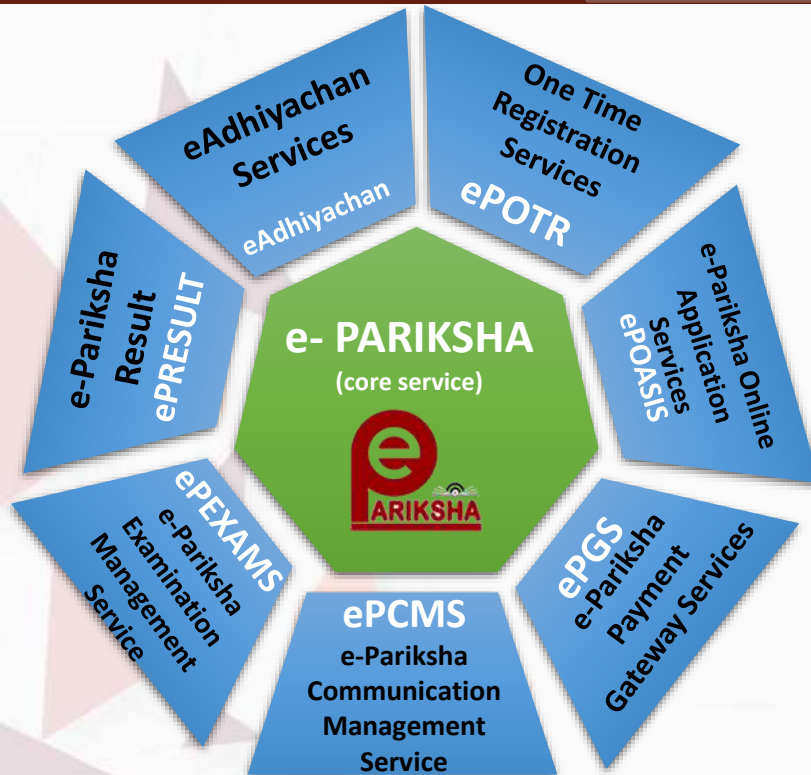 eAdhiyachan
Services
eAdhiyachan
One Time
Registration
Services
ePOTR
e-Pariksha Online
Application
Services
ePOASIS
ePGS
e-Pariksha
Payment
Gateway Services
ePCMS
e-Pariksha
Communication
Management
Service
ePEXAMS
e-Pariksha
Examination
Management
Service
e-Pariksha
Result
ePRESULT
e- PARIKSHA
(core service)
e
PARIKSHA